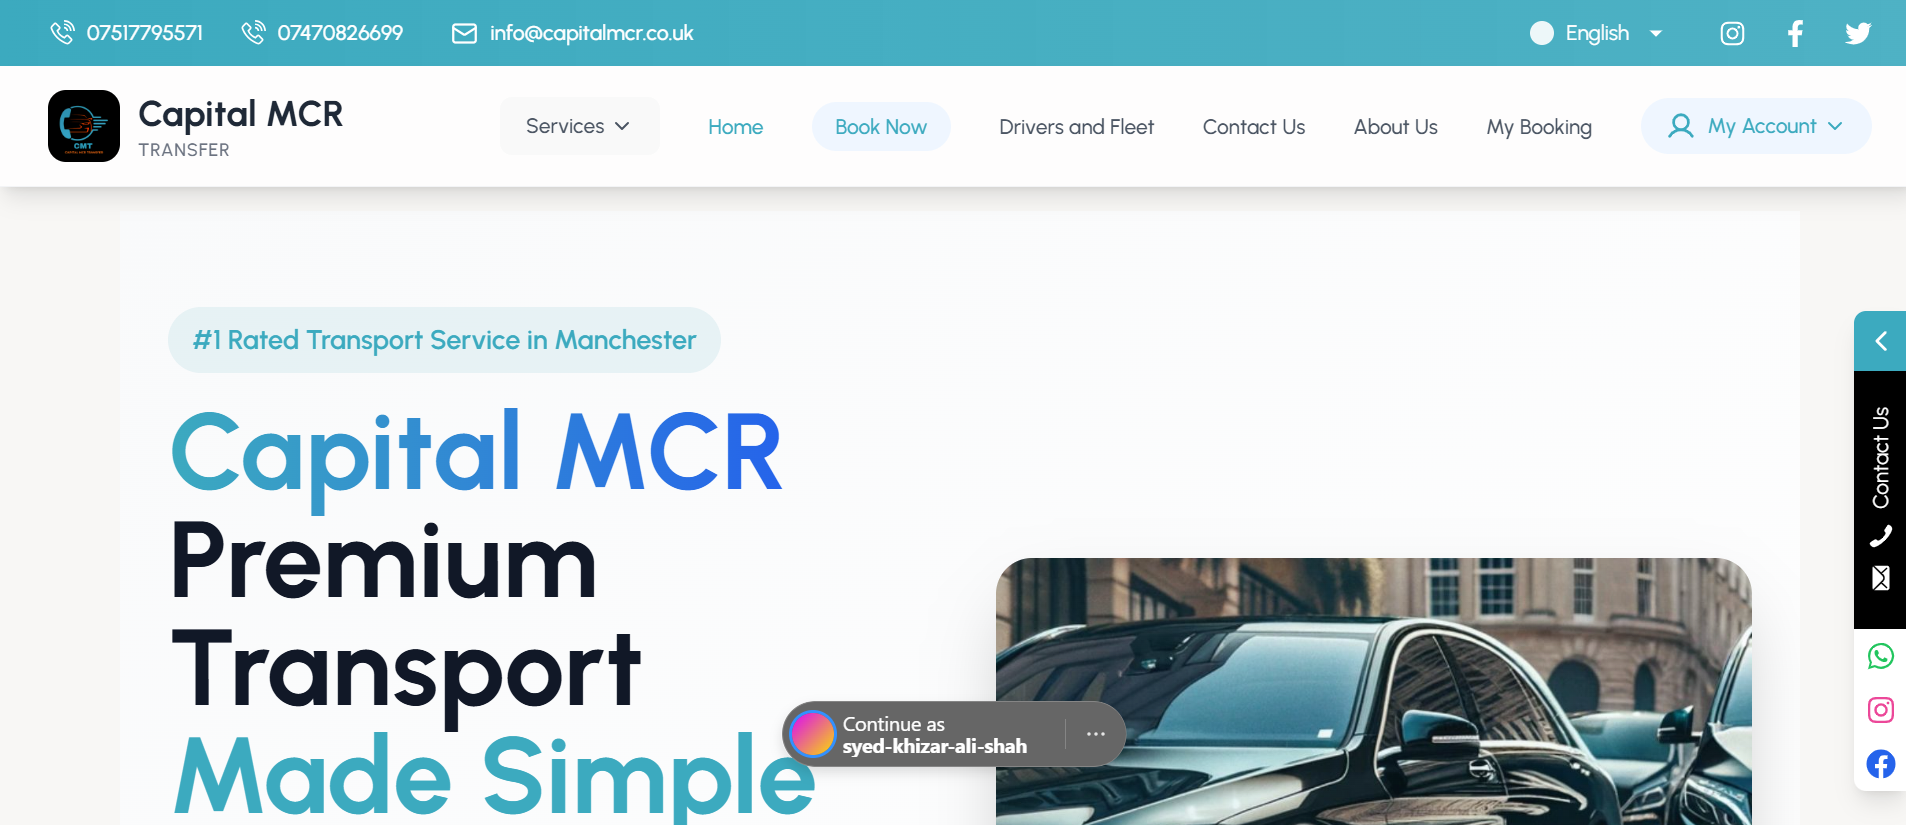 07517795571 07470826699 info@capitalmcr.co.uk English
Capital MCR
TRANSFER
CMT
Services Home Book Now Drivers and Fleet Contact Us About Us My Booking My Account
#1 Rated Transport Service in Manchester
Capital MCR
Premium
Transport
Made Simple
Continue as
syed-khizar-ali-shah
Contact Us